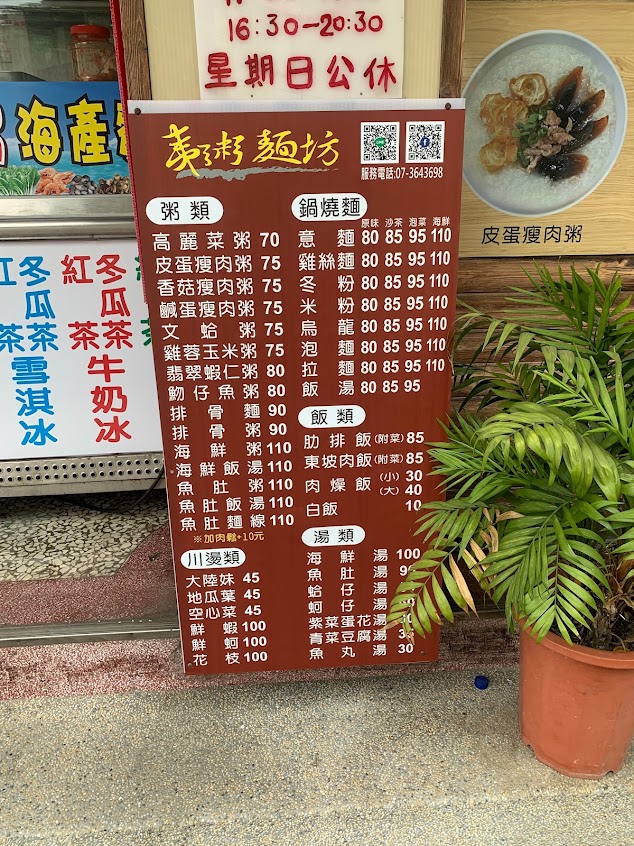 16:30-20:30
星期日公休
粥麵坊
服務電話:07-3643698
粥類
高麗菜粥 70
皮蛋瘦肉粥 75
香菇瘦肉粥 75
鹹蛋瘦肉粥 75
文蛤粥 75
雞蓉玉米粥 75
翡翠蝦仁粥 80
魩仔魚粥 80
排骨麵 90
排骨粥 90
海鮮粥 110
海鮮飯湯 110
魚肚粥 110
魚肚飯湯 110
魚肚麵線 110
※加肉鬆+10元
川燙類
大陸妹 45
地瓜葉 45
空心菜 45
鮮蝦 100
鮮蚵 100
花枝 100
鍋燒麵
原味 沙茶 泡菜 海鮮
意麵 80 85 95 110
雞絲麵 80 85 95 110
冬粉 80 85 95 110
米粉 80 85 95 110
烏龍 80 85 95 110
泡麵 80 85 95 110
拉麵 80 85 95 110
飯湯 80 85 95
飯類
肋排飯(附菜) 85
東坡肉飯(附菜) 85
肉燥飯 (小) 30
(大) 40
白飯 10
湯類
海鮮湯 100
魚肚湯
蛤仔湯
蚵仔湯
紫菜蛋花湯
青菜豆腐湯
魚丸湯 30
皮蛋瘦肉粥
海產
冬瓜茶雪淇冰
紅茶
冬瓜茶牛奶冰